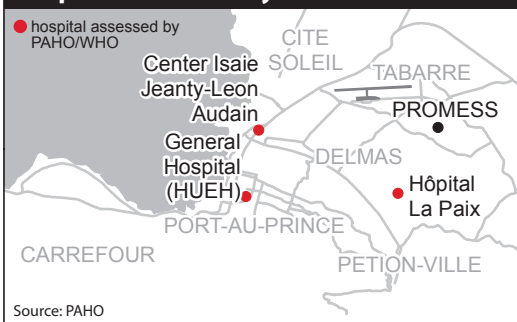 hospital assessed by
PAHO/WHO
CITE
SOLEIL
Center Isaie
Jeanty-Leon
Audain
TABARRE
PROMESS
General
Hospital
(HUEH)
DELMAS
Hôpital
La Paix
PORT-AU-PRINCE
CARREFOUR
PETION-VILLE
Source: PAHO